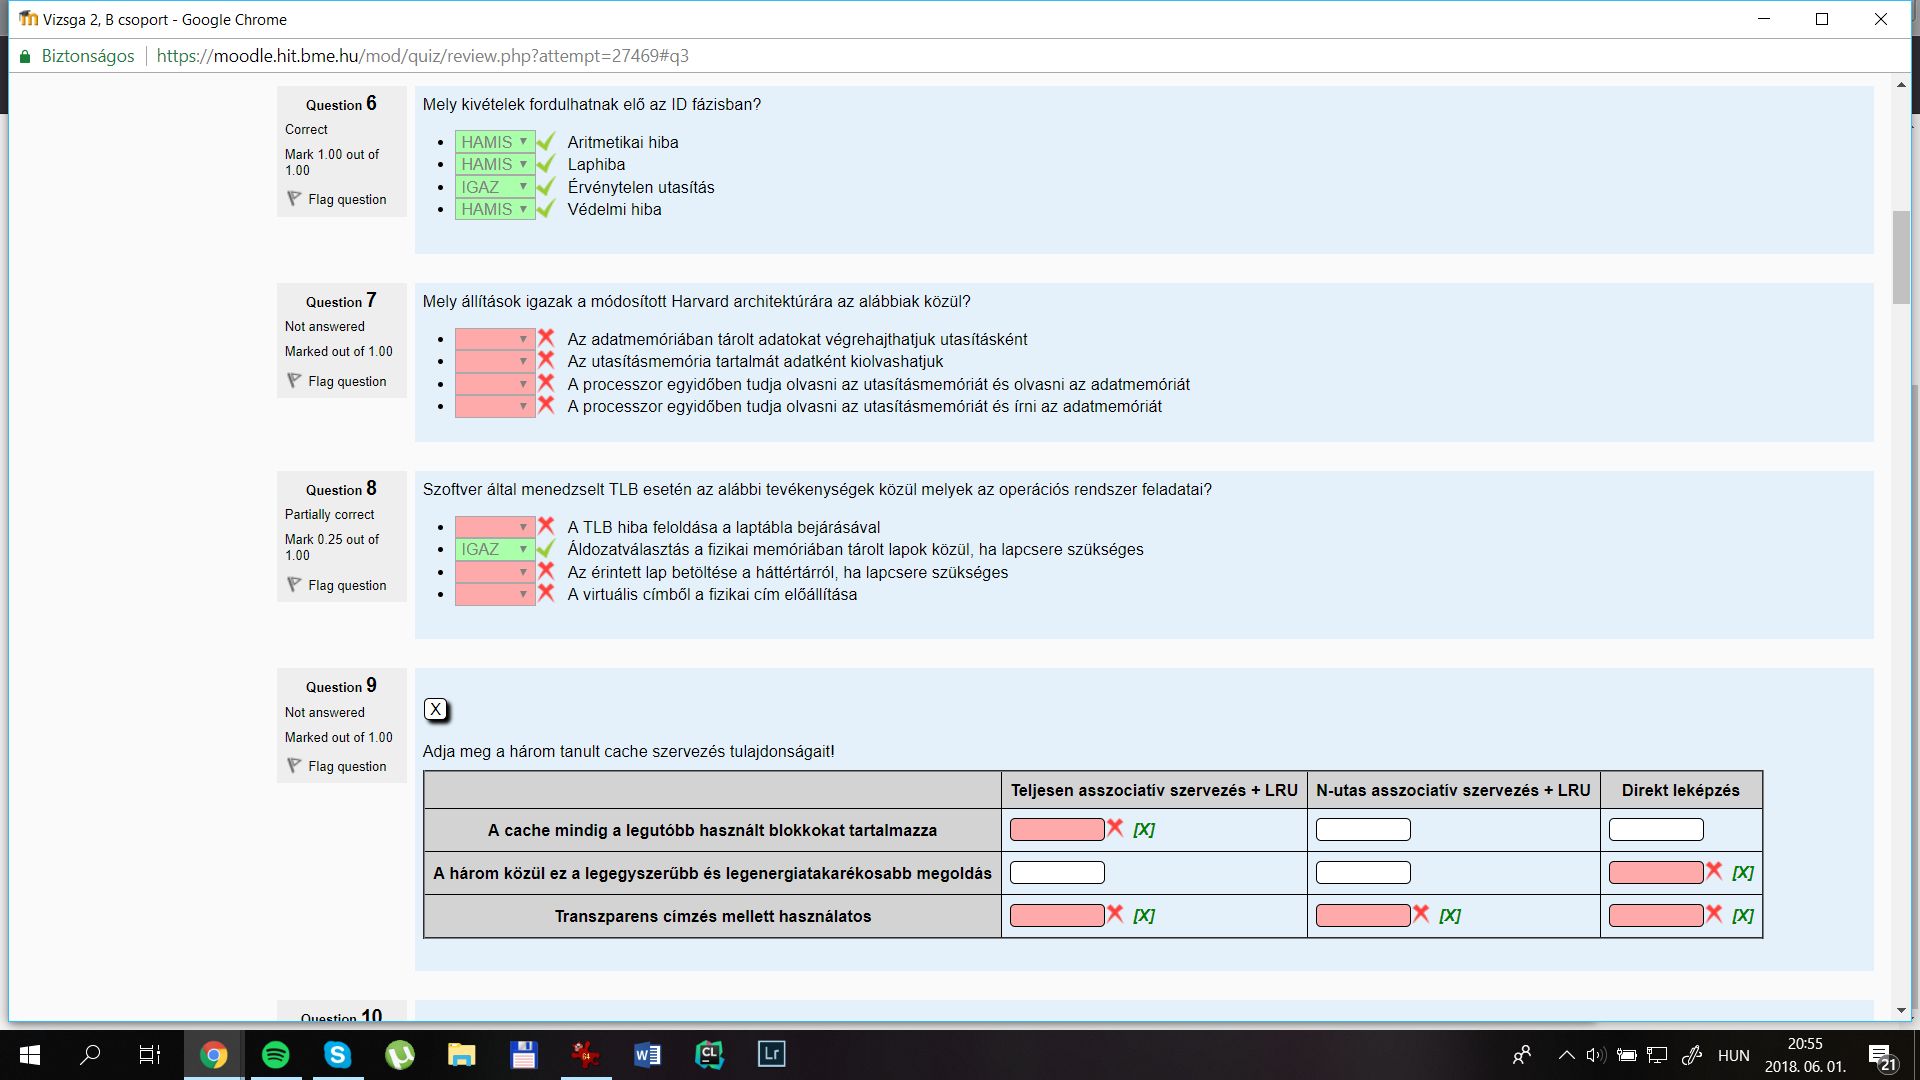 Vizsga 2, B csoport - Google Chrome
Biztonságos https://moodle.hit.bme.hu/mod/quiz/review.php?attempt=27469#q3
Question 6
Correct
Mark 1.00 out of
1.00
Flag question
Mely kivételek fordulhatnak elő az ID fázisban?
HAMIS Aritmetikai hiba
HAMIS Laphiba
IGAZ Érvénytelen utasítás
HAMIS Védelmi hiba
Question 7
Not answered
Marked out of 1.00
Flag question
Mely állítások igazak a módosított Harvard architektúrára az alábbiak közül?
Az adatmemóriában tárolt adatokat végrehajthatjuk utasításként
Az utasításmemória tartalmát adatként kiolvashatjuk
A processzor egyidőben tudja olvasni az utasításmemóriát és olvasni az adatmemóriát
A processzor egyidőben tudja olvasni az utasításmemóriát és írni az adatmemóriát
Question 8
Partially correct
Mark 0.25 out of
1.00
Flag question
Szoftver által menedzselt TLB esetén az alábbi tevékenységek közül melyek az operációs rendszer feladatai?
A TLB hiba feloldása a laptábla bejárásával
IGAZ Áldozatválasztás a fizikai memóriában tárolt lapok közül, ha lapcsere szükséges
Az érintett lap betöltése a háttértárról, ha lapcsere szükséges
A virtuális címből a fizikai cím előállítása
Question 9
Not answered
Marked out of 1.00
Flag question
X
Adja meg a három tanult cache szervezés tulajdonságait!
Teljesen asszociatív szervezés + LRU N-utas asszociatív szervezés + LRU Direkt leképzés
A cache mindig a legutóbb használt blokkokat tartalmazza [X]
A három közül ez a legegyszerűbb és legenergiatakarékosabb megoldás [X]
Transzparens címzés mellett használatos [X] [X] [X]
Question 10
64
CL
Lr
HUN
20:55
2018. 06. 01.
21